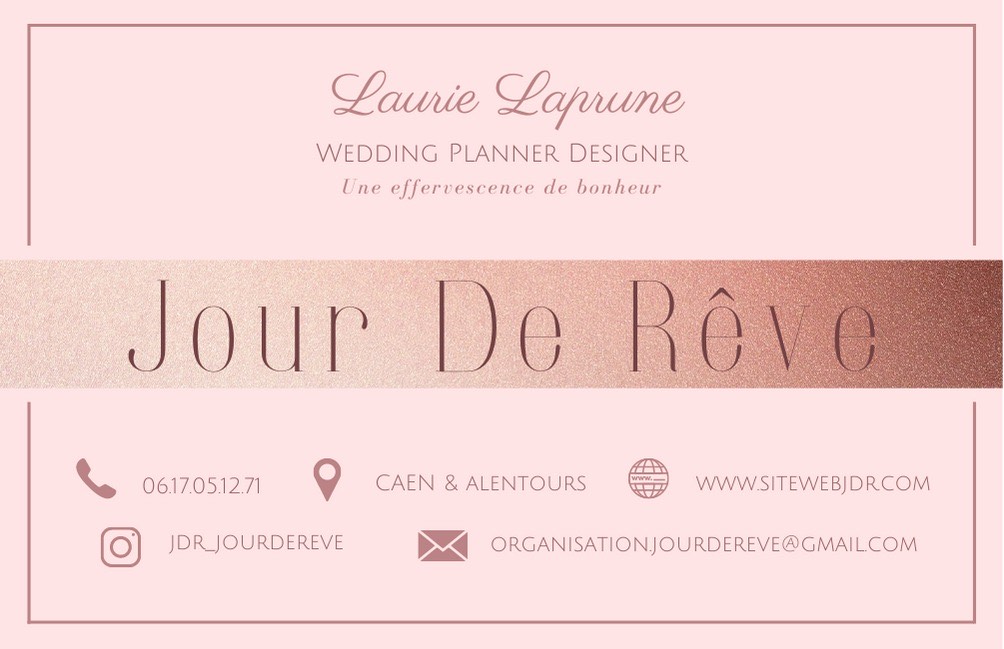 Laurie Laprune
Wedding Planner Designer
Une effervescence de bonheur
Jour De Rêve
06.17.05.12.71
CAEN & ALENTOURS
www.
WWW.SITEWEBJDR.COM
JDR_JOURDEREVE
ORGANISATION.JOURDEREVE@GMAIL.COM